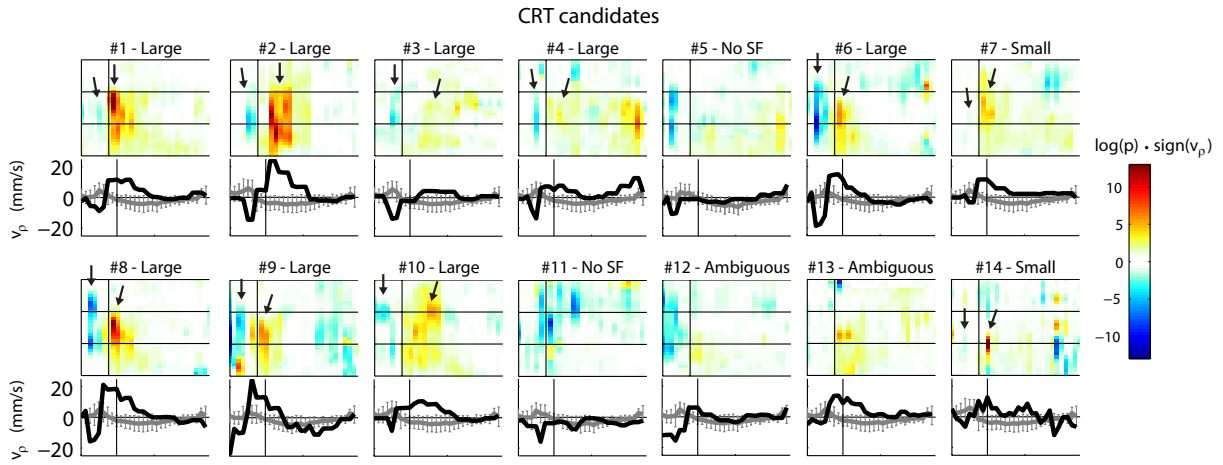 CRT candidates
#1 - Large
#2 - Large
#3 - Large
#4 - Large
#5 - No SF
#6 - Large
#7 - Small
20
0
−20
vρ (mm/s)
log(p) • sign(vρ)
10
5
0
−5
−10
#8 - Large
#9 - Large
#10 - Large
#11 - No SF
#12 - Ambiguous
#13 - Ambiguous
#14 - Small
20
0
−20
vρ (mm/s)